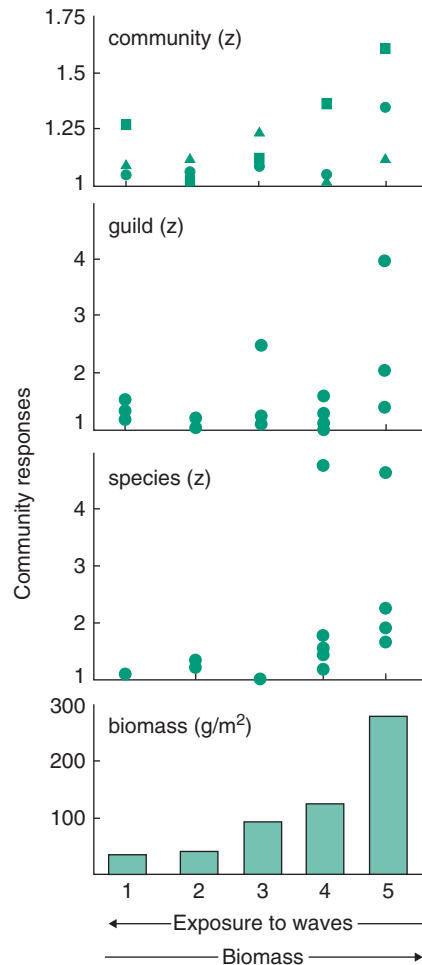 1.75
community (z)
1.5
1.25
1
guild (z)
4
3
2
1
Community responses
species (z)
4
3
2
1
300
biomass (g/m²)
200
100
1 2 3 4 5
Exposure to waves
Biomass